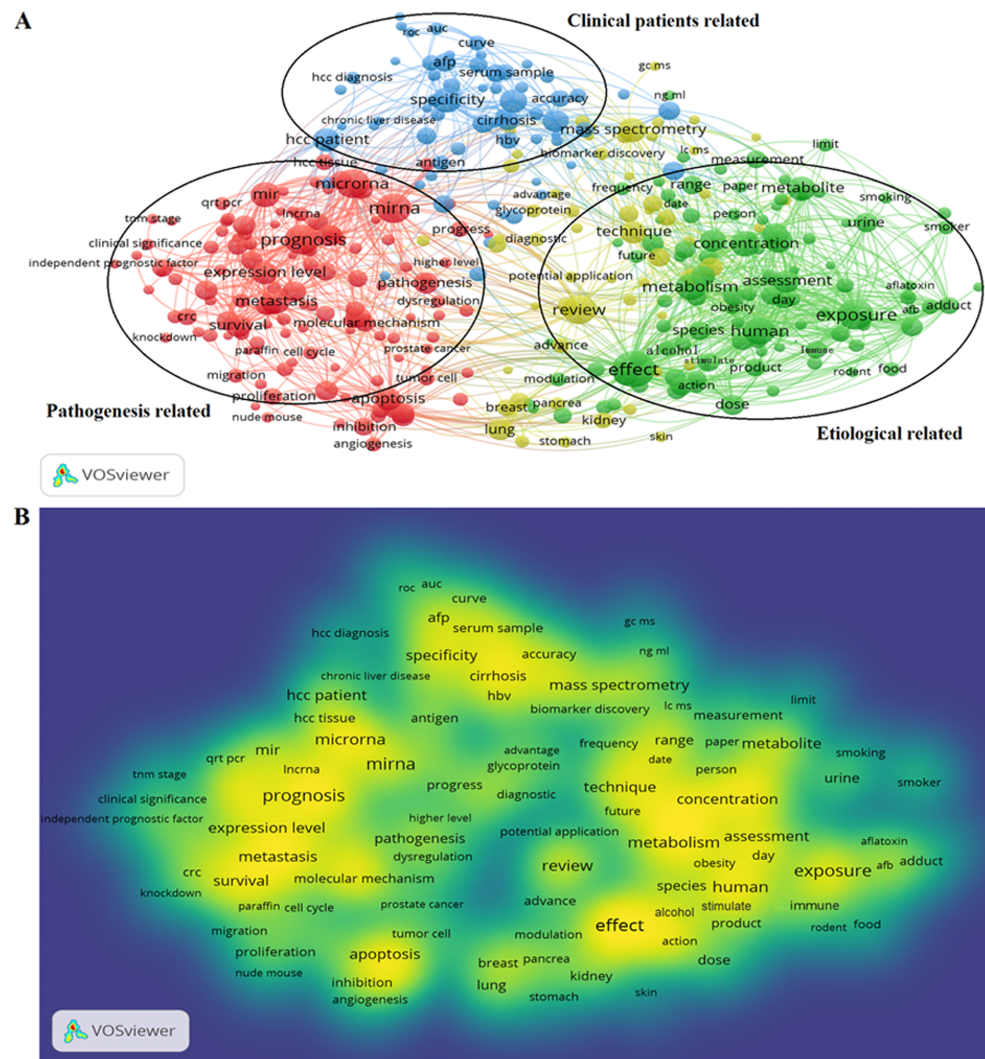 A
Clinical patients related
roc
auc
curve
afp
serum sample
gc ms
hcc diagnosis
specificity
accuracy
ng ml
chronic liver disease
cirrhosis
mass spectrometry
hcc patient
hbv
lc ms
limit
hcc tissue
antigen
biomarker discovery
measurement
microrna
frequency
range
paper
metabolite
qrt pcr
mir
mirna
advantage
date
smoking
lncrna
glycoprotein
person
urine
smoker
tnm stage
progress
technique
clinical significance
prognosis
diagnostic
concentration
future
independent prognostic factor
higher level
expression level
pathogenesis
potential application
metabolism
assessment
aflatoxin
metastasis
dysregulation
obesity
day
afb
adduct
crc
survival
molecular mechanism
review
species
human
exposure
knockdown
paraffin
cell cycle
prostate cancer
advance
alcohol
stimulate
immune
migration
tumor cell
modulation
effect
product
rodent
food
proliferation
apoptosis
action
Pathogenesis related
nude mouse
breast
pancrea
dose
inhibition
lung
kidney
Etiological related
angiogenesis
stomach
skin
VOSviewer
B
roc
auc
curve
afp
serum sample
gc ms
hcc diagnosis
specificity
accuracy
ng ml
chronic liver disease
cirrhosis
mass spectrometry
hcc patient
hbv
limit
hcc tissue
antigen
biomarker discovery
lc ms
measurement
microrna
frequency
range
paper
metabolite
qrt pcr
mir
mirna
advantage
date
smoking
tnm stage
lncrna
glycoprotein
person
urine
smoker
progress
technique
clinical significance
prognosis
diagnostic
concentration
future
independent prognostic factor
higher level
expression level
pathogenesis
potential application
metabolism
assessment
aflatoxin
metastasis
dysregulation
review
obesity
day
exposure
afb
adduct
crc
survival
molecular mechanism
species
human
knockdown
paraffin
cell cycle
prostate cancer
advance
alcohol
stimulate
immune
migration
tumor cell
modulation
effect
product
rodent
food
proliferation
apoptosis
action
nude mouse
breast
pancrea
dose
inhibition
lung
kidney
angiogenesis
stomach
skin
VOSviewer